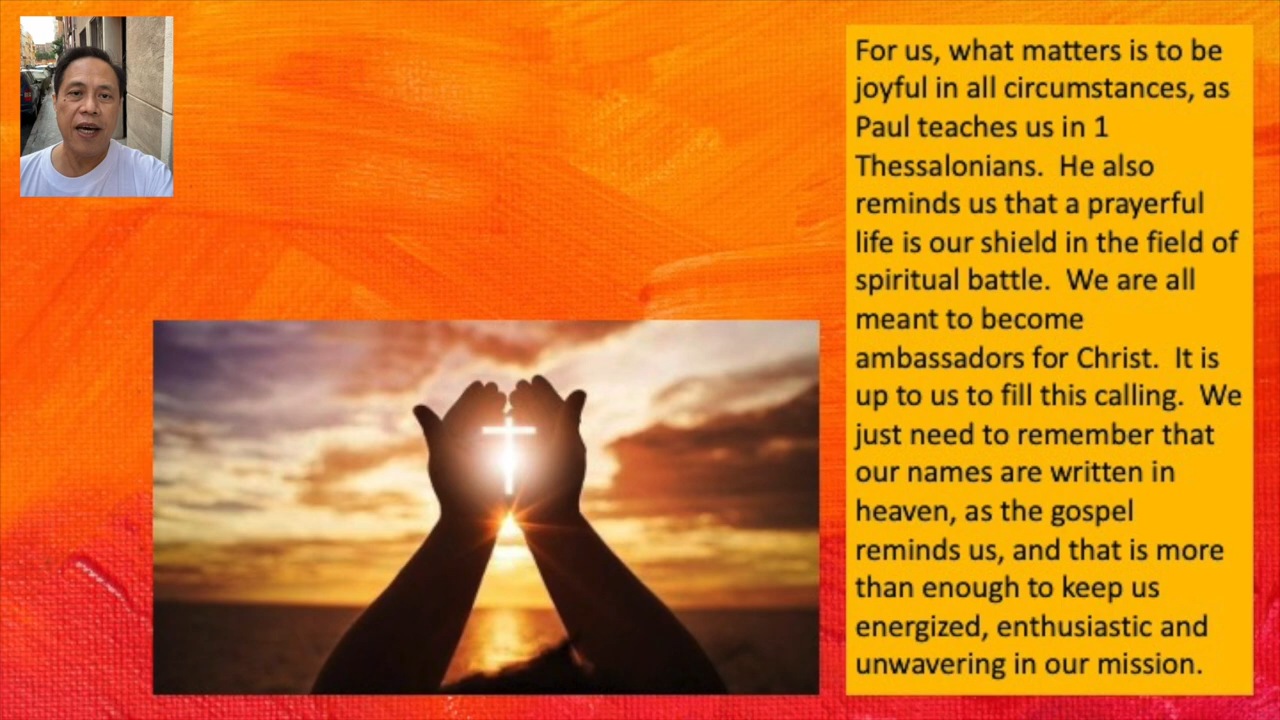 For us, what matters is to be
joyful in all circumstances, as
Paul teaches us in 1
Thessalonians.  He also
reminds us that a prayerful
life is our shield in the field of
spiritual battle.  We are all
meant to become
ambassadors for Christ.  It is
up to us to fill this calling.  We
just need to remember that
our names are written in
heaven, as the gospel
reminds us, and that is more
than enough to keep us
energized, enthusiastic and
unwavering in our mission.